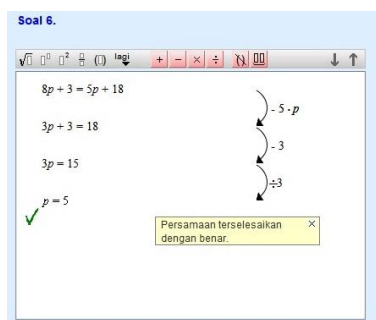 Soal 6.
lagi
+ − × ÷
8p + 3 = 5p + 18
- 5 · p
3p + 3 = 18
- 3
3p = 15
÷3
p = 5
Persamaan terselesaikan
dengan benar.